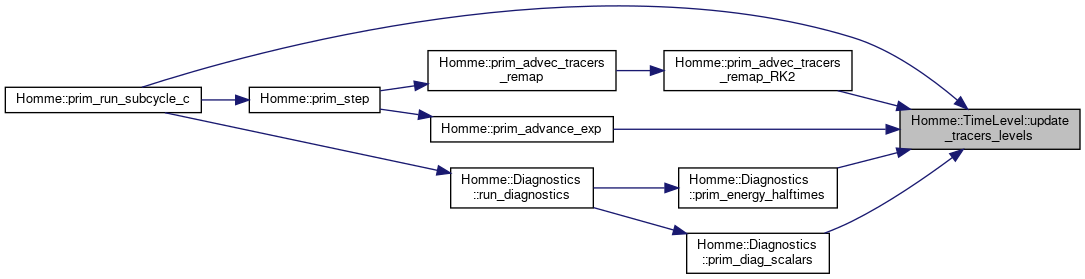 Homme::prim_run_subcycle_c
Homme::prim_step
Homme::prim_advec_tracers
_remap
Homme::prim_advec_tracers
_remap_RK2
Homme::prim_advance_exp
Homme::TimeLevel::update
_tracers_levels
Homme::Diagnostics
::run_diagnostics
Homme::Diagnostics
::prim_energy_halftimes
Homme::Diagnostics
::prim_diag_scalars